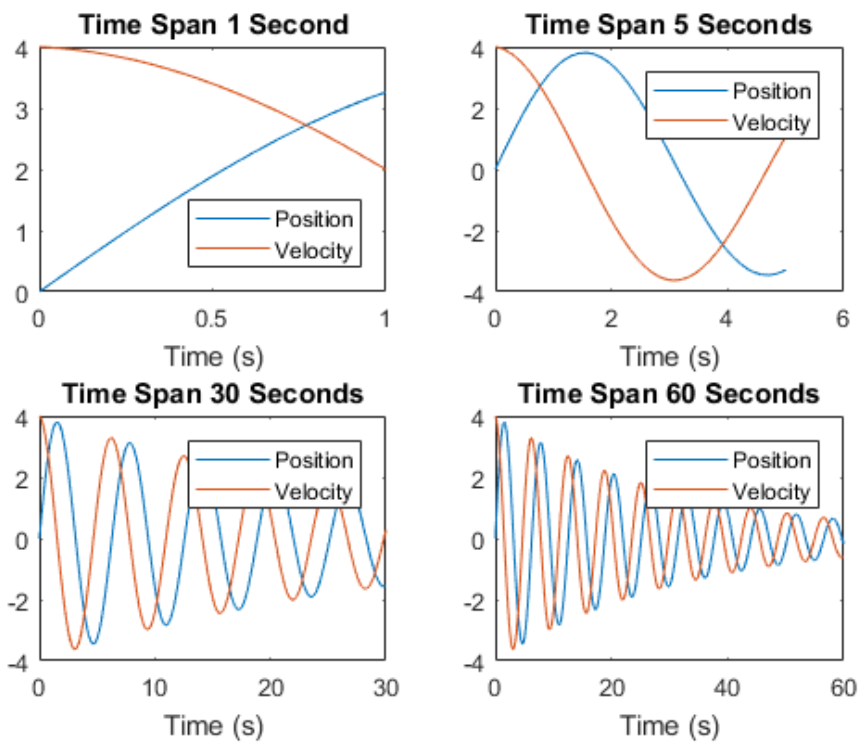 Time Span 1 Second
4
3
2
1
0
Position
Velocity
0 0.5 1
Time (s)
Time Span 5 Seconds
4
2
0
-2
-4
Position
Velocity
0 2 4 6
Time (s)
Time Span 30 Seconds
4
2
0
-2
-4
Position
Velocity
0 10 20 30
Time (s)
Time Span 60 Seconds
4
2
0
-2
-4
Position
Velocity
0 20 40 60
Time (s)